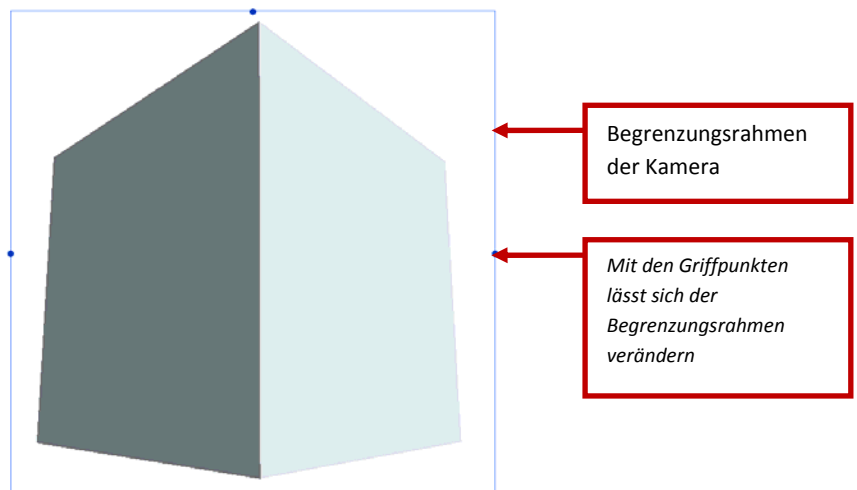 Begrenzungsrahmen
der Kamera
Mit den Griffpunkten
lässt sich der
Begrenzungsrahmen
verändern